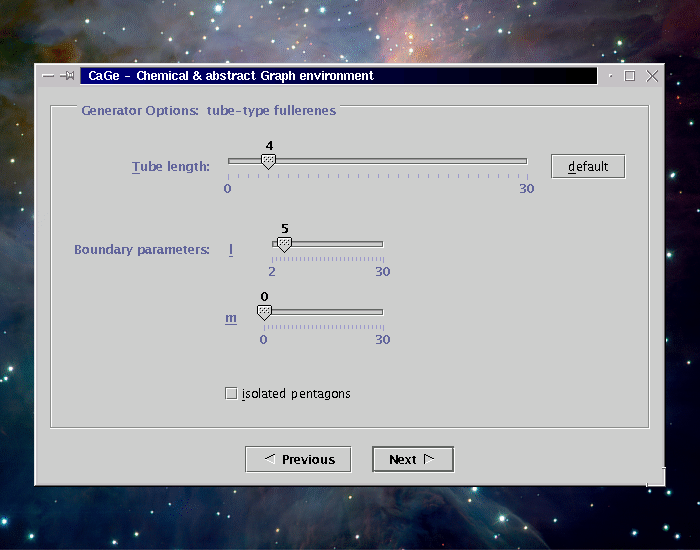 CaGe - Chemical & abstract Graph environment
Generator Options: tube-type fullerenes
4
Tube length:
default
0 30
5
Boundary parameters: l
2 30
0
m
0 30
isolated pentagons
Previous Next